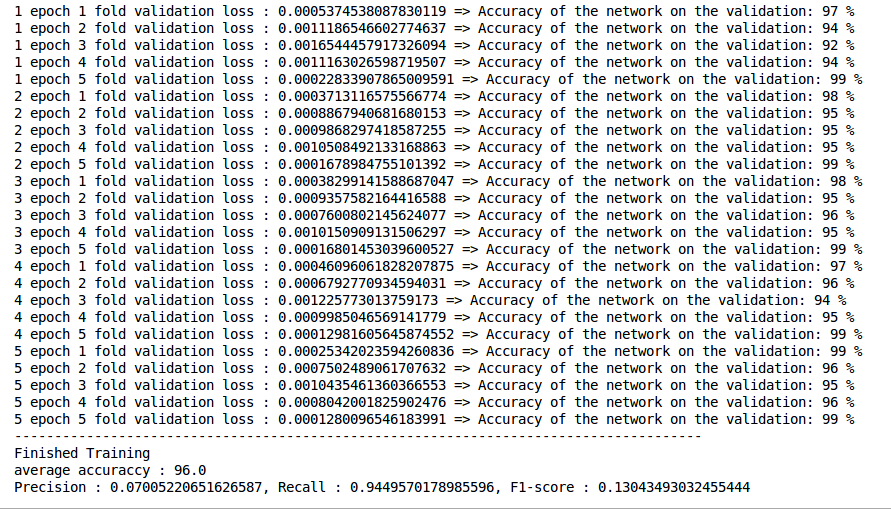 1 epoch 1 fold validation loss : 0.0005374538087830119 => Accuracy of the network on the validation: 97 %
1 epoch 2 fold validation loss : 0.0011186546602774637 => Accuracy of the network on the validation: 94 %
1 epoch 3 fold validation loss : 0.0016544457917326094 => Accuracy of the network on the validation: 92 %
1 epoch 4 fold validation loss : 0.0011163026598719507 => Accuracy of the network on the validation: 94 %
1 epoch 5 fold validation loss : 0.00022833907865009591 => Accuracy of the network on the validation: 99 %
2 epoch 1 fold validation loss : 0.0003713116575566774 => Accuracy of the network on the validation: 98 %
2 epoch 2 fold validation loss : 0.0008867940681680153 => Accuracy of the network on the validation: 95 %
2 epoch 3 fold validation loss : 0.0009868297418587255 => Accuracy of the network on the validation: 95 %
2 epoch 4 fold validation loss : 0.0010508492133168863 => Accuracy of the network on the validation: 95 %
2 epoch 5 fold validation loss : 0.0001678984755101392 => Accuracy of the network on the validation: 99 %
3 epoch 1 fold validation loss : 0.00038299141588687047 => Accuracy of the network on the validation: 98 %
3 epoch 2 fold validation loss : 0.0009357582164416588 => Accuracy of the network on the validation: 95 %
3 epoch 3 fold validation loss : 0.0007600802145624077 => Accuracy of the network on the validation: 96 %
3 epoch 4 fold validation loss : 0.0010150909131506297 => Accuracy of the network on the validation: 95 %
3 epoch 5 fold validation loss : 0.00016801453039600527 => Accuracy of the network on the validation: 99 %
4 epoch 1 fold validation loss : 0.00046096061828207875 => Accuracy of the network on the validation: 97 %
4 epoch 2 fold validation loss : 0.0006792770934594031 => Accuracy of the network on the validation: 96 %
4 epoch 3 fold validation loss : 0.001225773013759173 => Accuracy of the network on the validation: 94 %
4 epoch 4 fold validation loss : 0.0009985046569141779 => Accuracy of the network on the validation: 95 %
4 epoch 5 fold validation loss : 0.00012981605645874552 => Accuracy of the network on the validation: 99 %
5 epoch 1 fold validation loss : 0.00025342023594260836 => Accuracy of the network on the validation: 99 %
5 epoch 2 fold validation loss : 0.0007502489061707632 => Accuracy of the network on the validation: 96 %
5 epoch 3 fold validation loss : 0.0010435461360366553 => Accuracy of the network on the validation: 95 %
5 epoch 4 fold validation loss : 0.0008042001825902476 => Accuracy of the network on the validation: 96 %
5 epoch 5 fold validation loss : 0.0001280096546183991 => Accuracy of the network on the validation: 99 %
--------------------------------------------------------------------------------------
Finished Training
average accuraccy : 96.0
Precision : 0.07005220651626587, Recall : 0.9449570178985596, F1-score : 0.13043493032455444